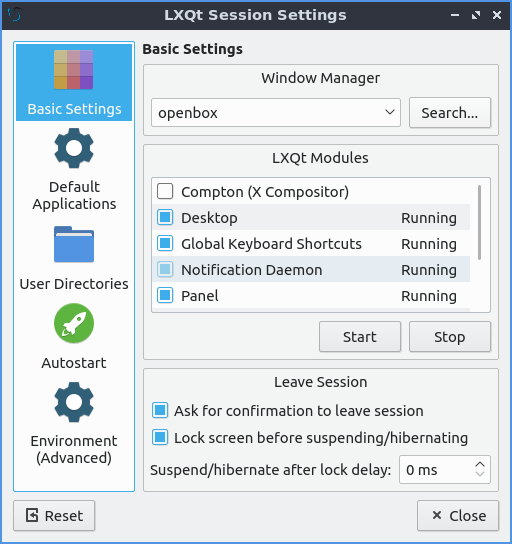 LXQt Session Settings
Basic Settings
Default
Applications
User Directories
Autostart
Environment
(Advanced)
Basic Settings
Window Manager
openbox
Search...
LXQt Modules
Compton (X Compositor)
Desktop Running
Global Keyboard Shortcuts Running
Notification Daemon Running
Panel Running
Start Stop
Leave Session
Ask for confirmation to leave session
Lock screen before suspending/hibernating
Suspend/hibernate after lock delay: 0 ms
Reset Close